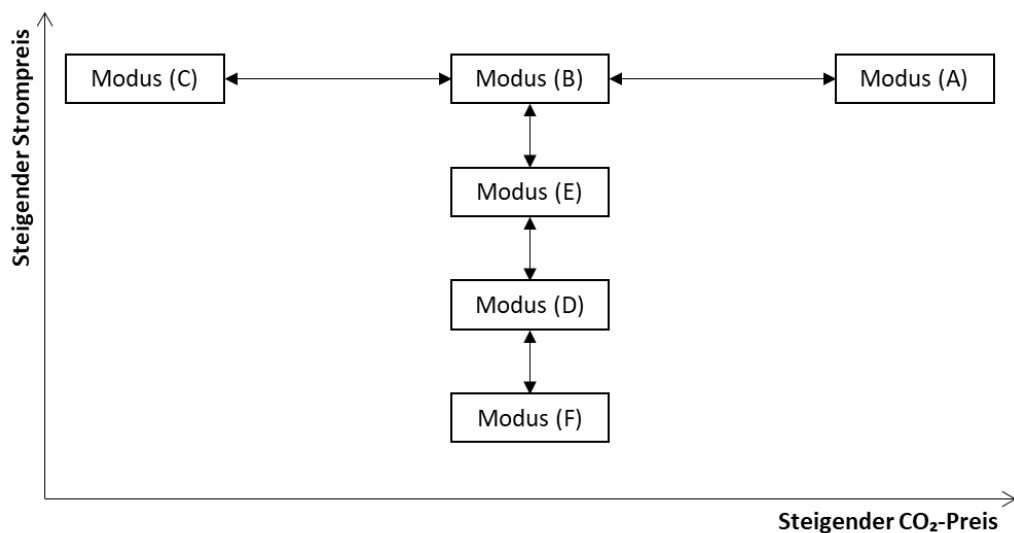 Steigender Strompreis
Modus (C)
Modus (B)
Modus (A)
Modus (E)
Modus (D)
Modus (F)
Steigender CO₂-Preis